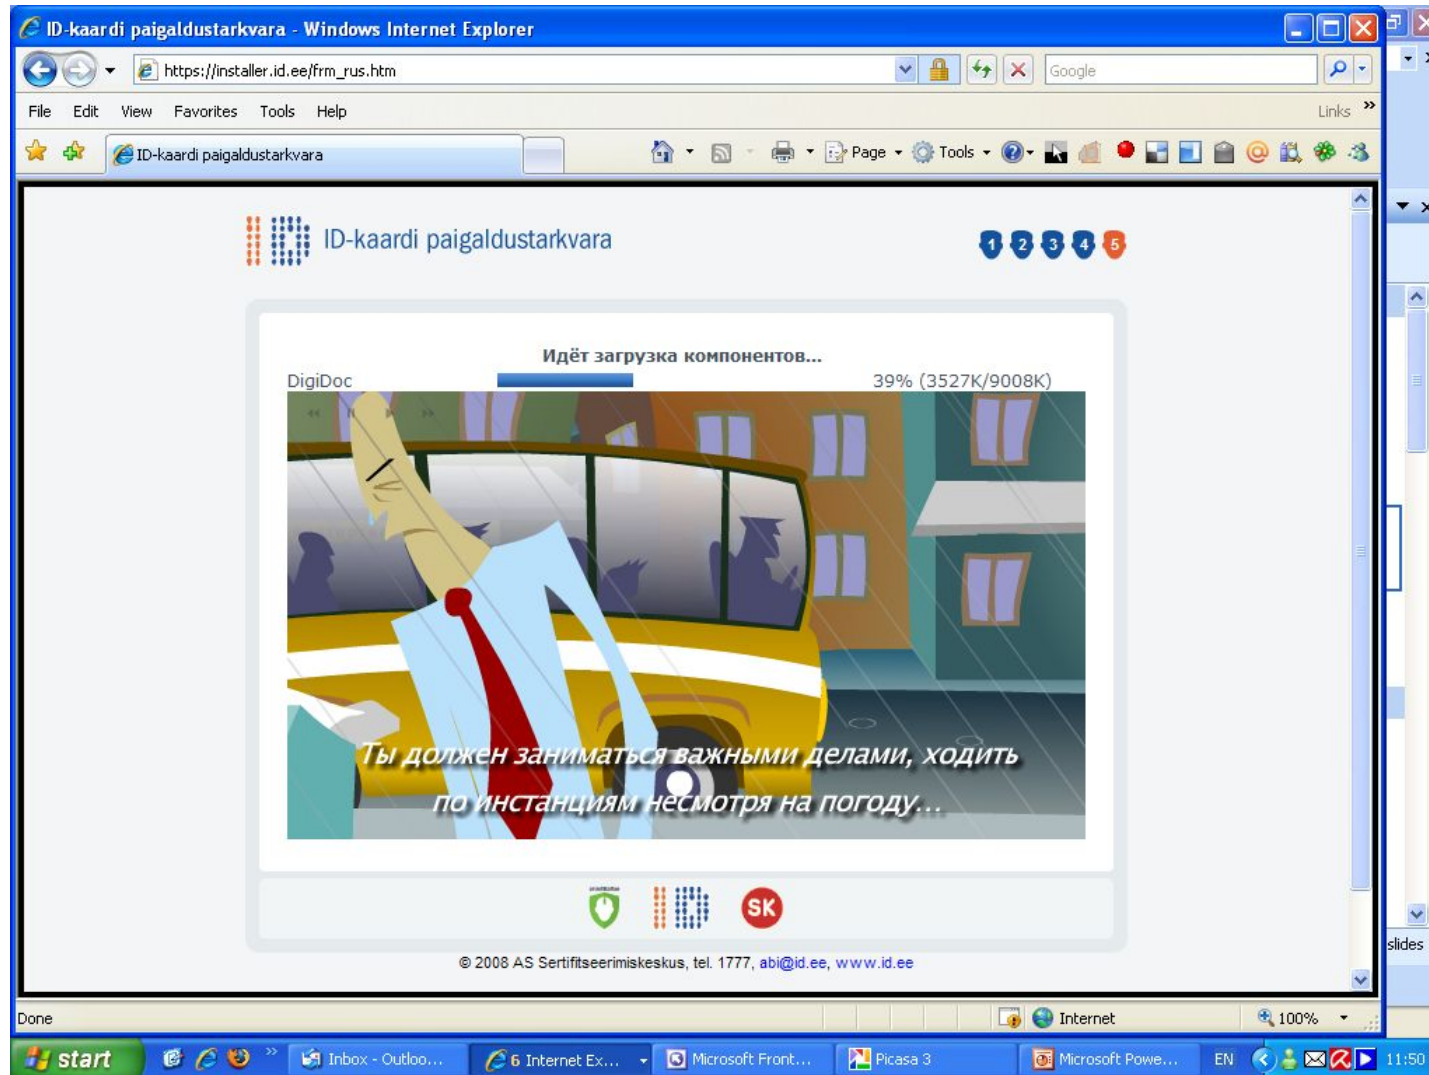 ID-kaardi paigaldustarkvara - Windows Internet Explorer
https://installer.id.ee/frm_rus.htm
Google
File Edit View Favorites Tools Help
Links »
ID-kaardi paigaldustarkvara
Page
Tools
ID-kaardi paigaldustarkvara
1 2 3 4 5
Идёт загрузка компонентов...
DigiDoc
39% (3527K/9008K)
Ты должен заниматься важными делами, ходить
по инстанциям несмотря на погоду...
SK
© 2008 AS Sertifitseerimiskeskus, tel. 1777, abi@id.ee, www.id.ee
slides
Done
Internet
100%
start
Inbox - Outloo...
6 Internet Ex...
Microsoft Front...
Picasa 3
Microsoft Powe...
EN
11:50